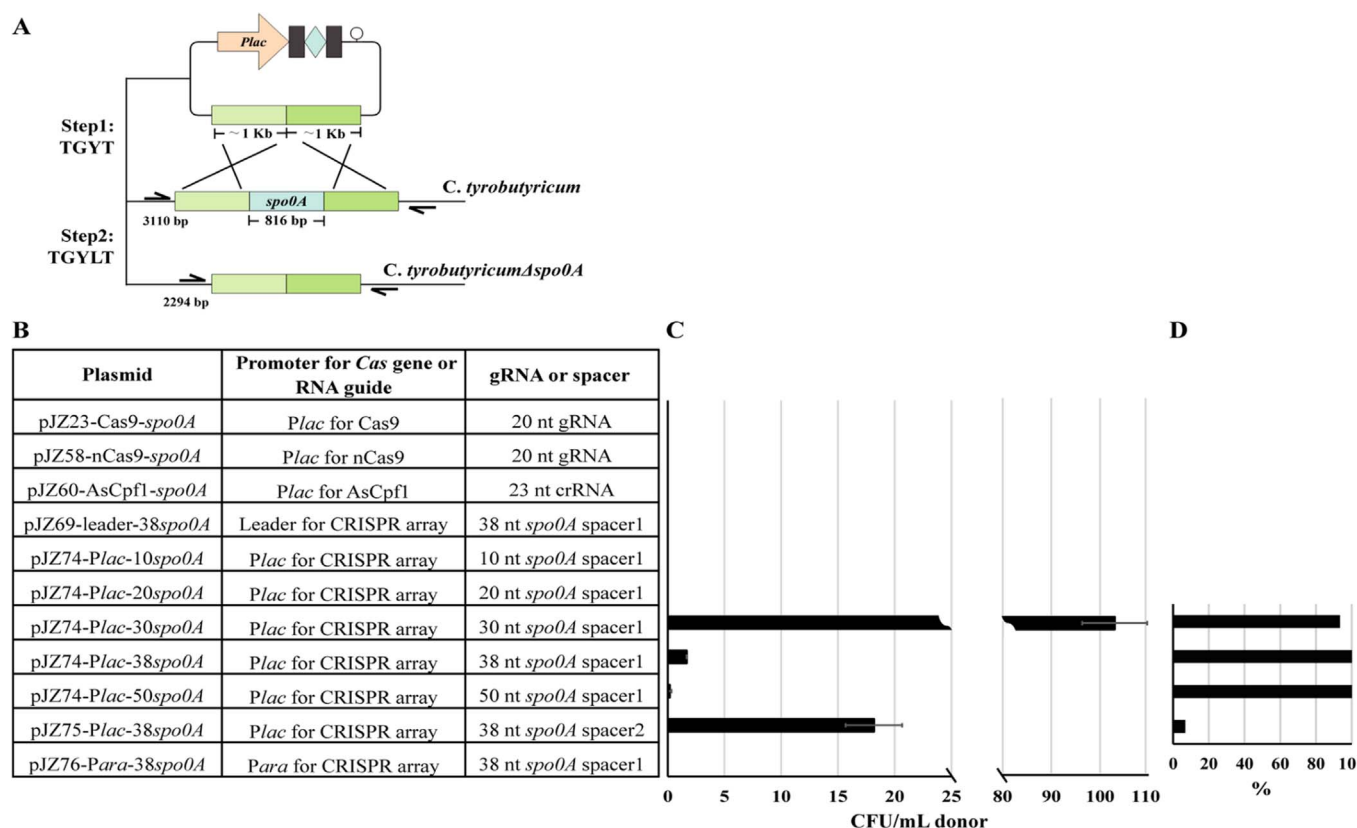 A
Plac
~1 Kb ~1 Kb
Step1:
TGYT
C. tyrobutyricum
spo0A
3110 bp 816 bp
Step2:
TGYLT
C. tyrobutyricumΔspo0A
2294 bp
B C D
Plasmid Promoter for Cas gene or RNA guide gRNA or spacer
pJZ23-Cas9-spo0A Plac for Cas9 20 nt gRNA
pJZ58-nCas9-spo0A Plac for nCas9 20 nt gRNA
pJZ60-AsCpf1-spo0A Plac for AsCpf1 23 nt crRNA
pJZ69-leader-38spo0A Leader for CRISPR array 38 nt spo0A spacer1
pJZ74-Plac-10spo0A Plac for CRISPR array 10 nt spo0A spacer1
pJZ74-Plac-20spo0A Plac for CRISPR array 20 nt spo0A spacer1
pJZ74-Plac-30spo0A Plac for CRISPR array 30 nt spo0A spacer1
pJZ74-Plac-38spo0A Plac for CRISPR array 38 nt spo0A spacer1
pJZ74-Plac-50spo0A Plac for CRISPR array 50 nt spo0A spacer1
pJZ75-Plac-38spo0A Plac for CRISPR array 38 nt spo0A spacer2
pJZ76-Para-38spo0A Para for CRISPR array 38 nt spo0A spacer1
0 5 10 15 20 25 80 90 100 110
CFU/mL donor
0 20 40 60 80 10
%